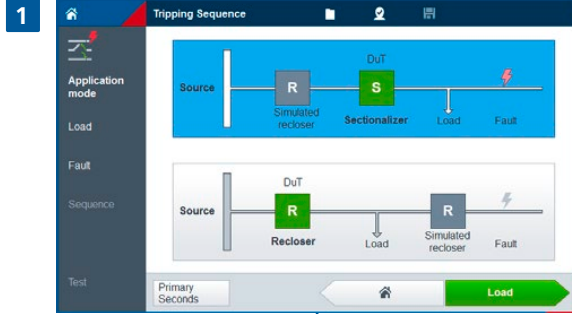 1
Tripping Sequence
Application
mode
Load
Fault
Sequence
Test
DuT
Source
R
S
Simulated
recloser
Sectionalizer
Load
Fault
DuT
Source
R
R
Recloser
Load
Simulated
recloser
Fault
Primary
Seconds
Load